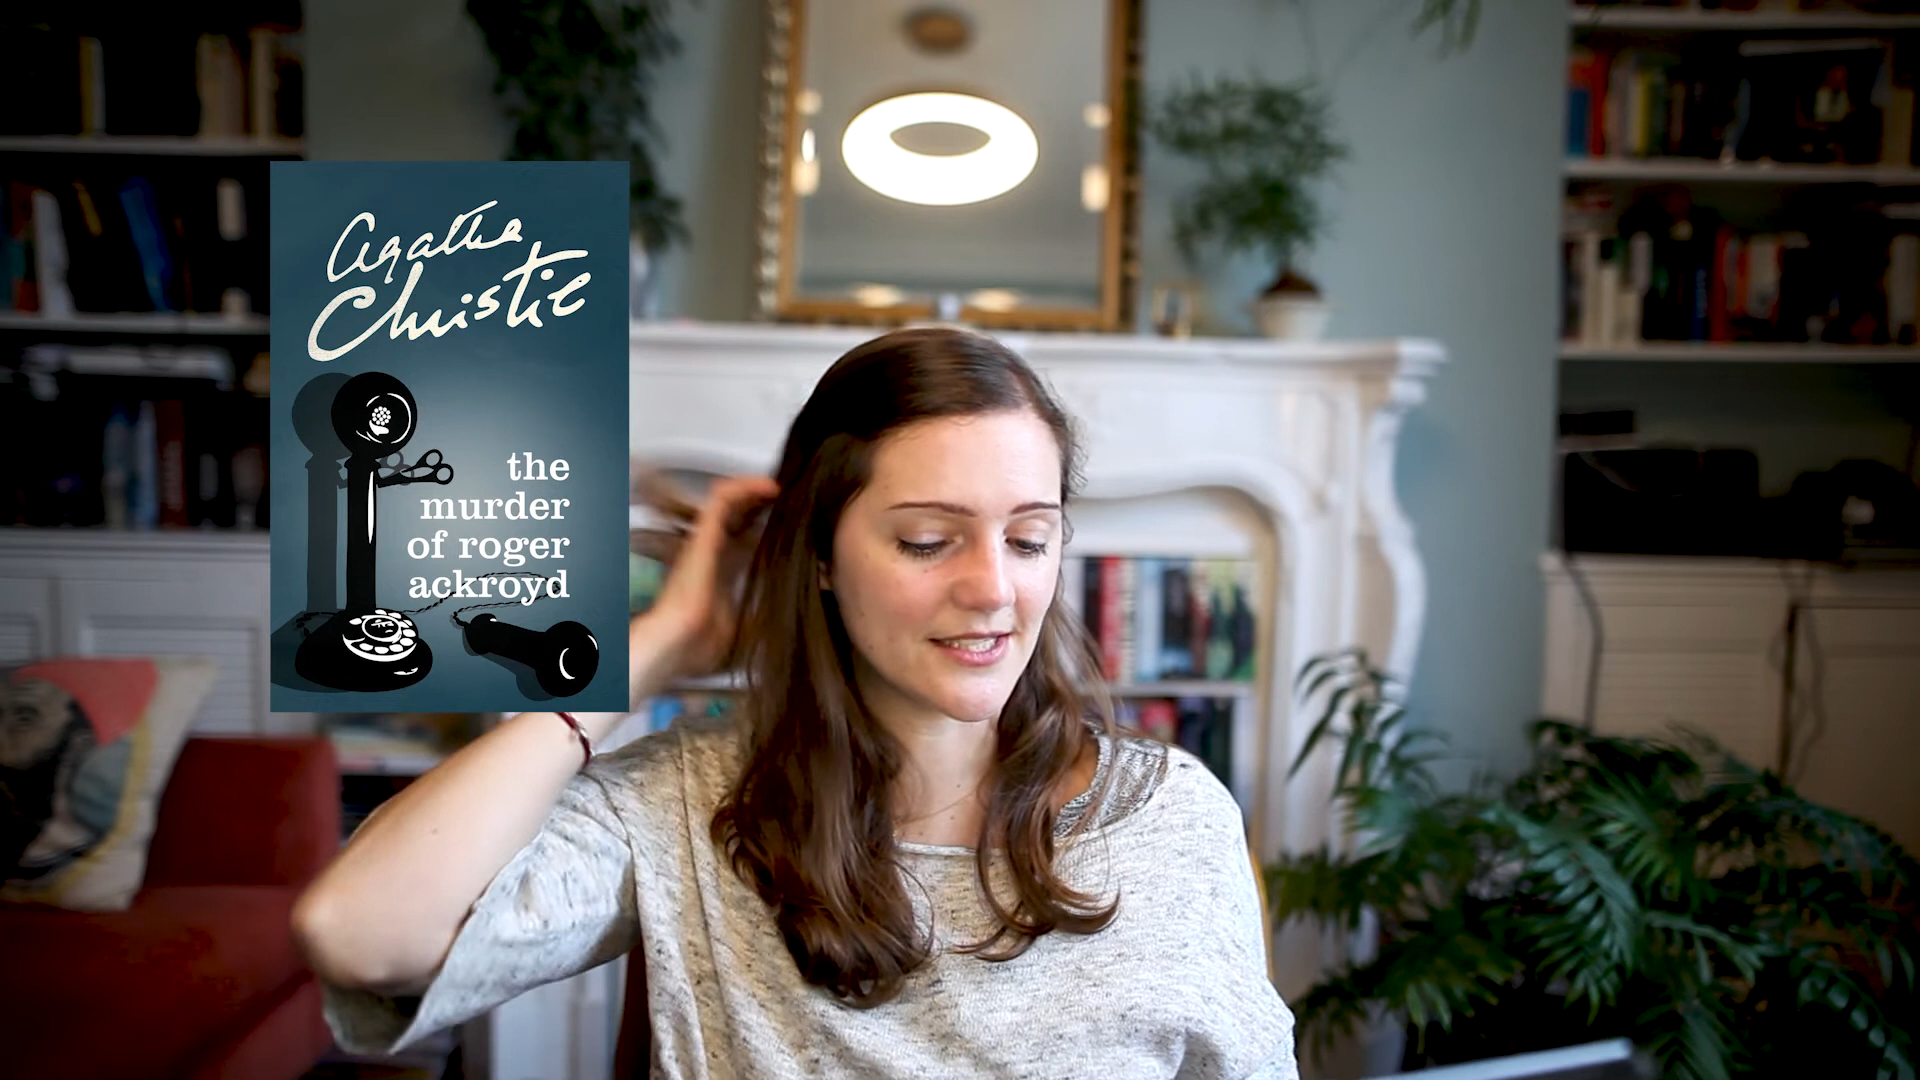 Agatha
Christie
the
murder
of roger
ackroyd